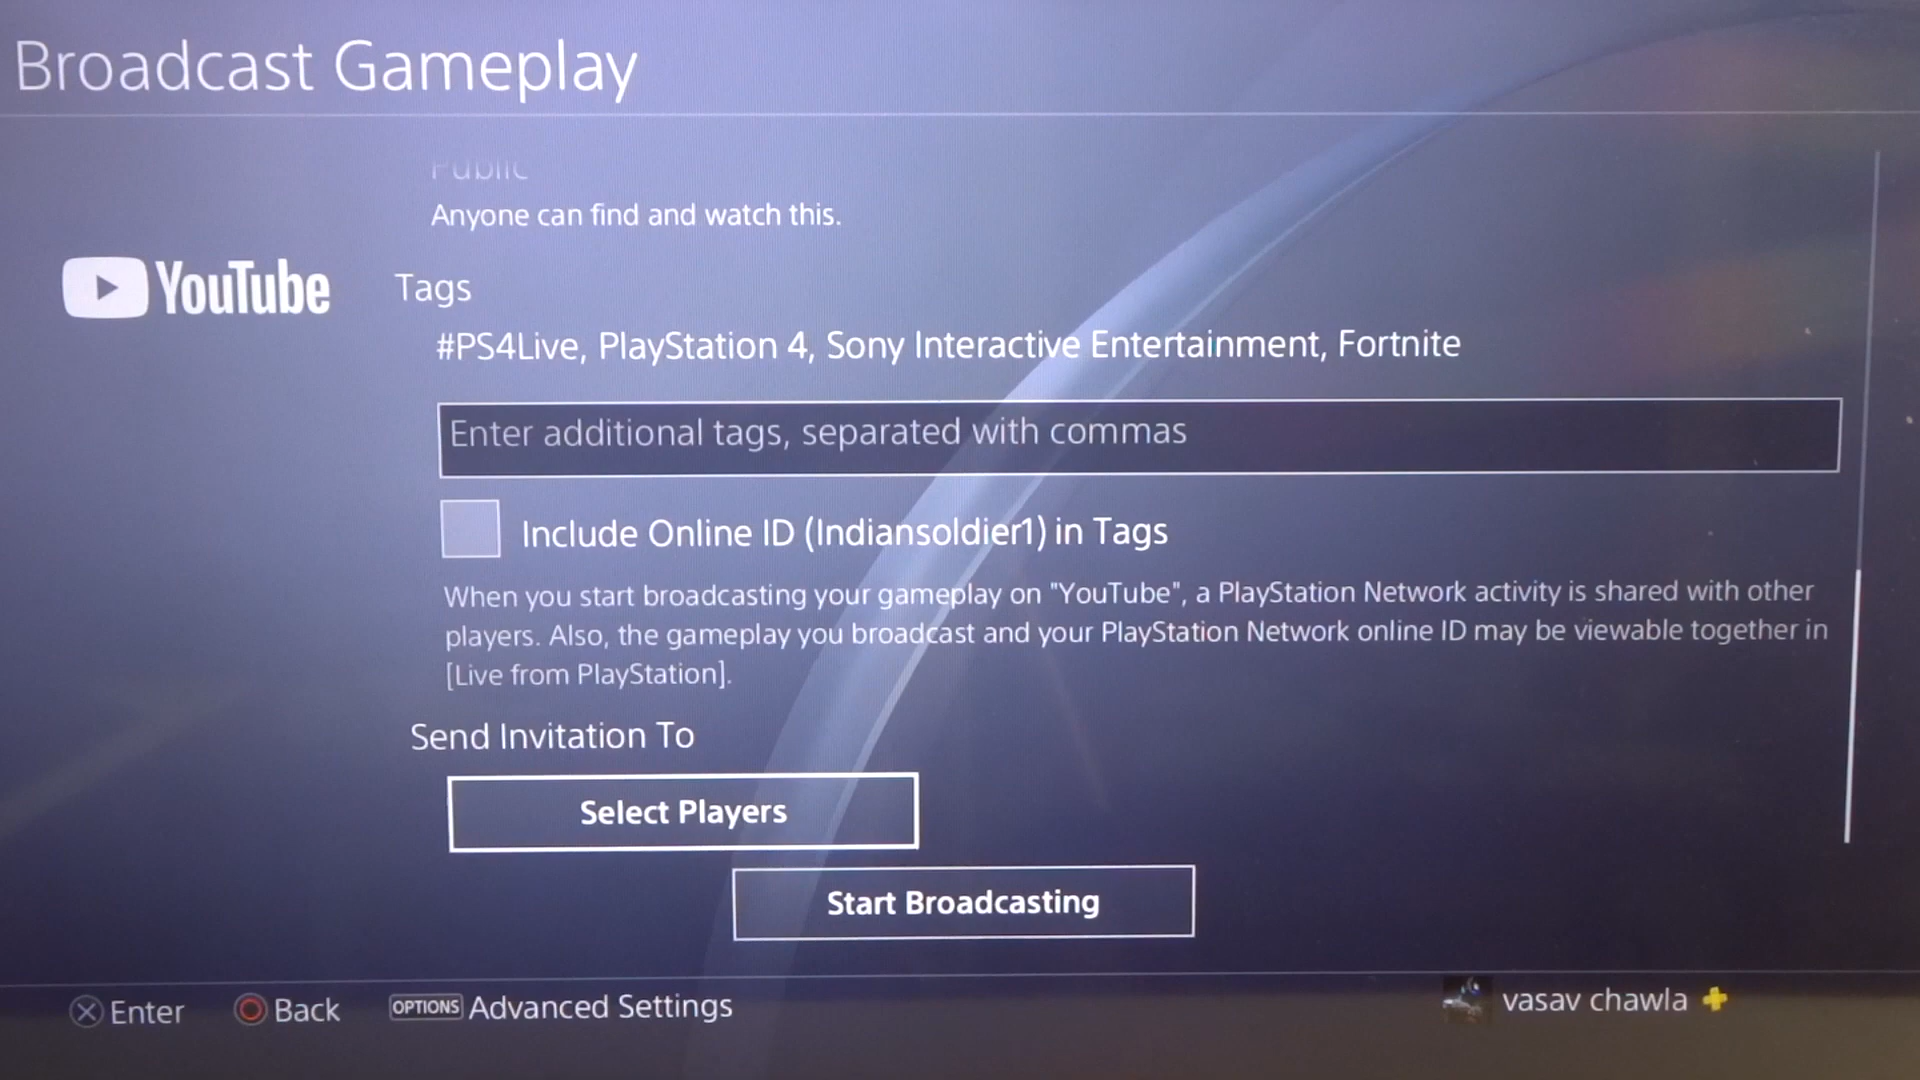 Broadcast Gameplay
Public
Anyone can find and watch this.
YouTube
Tags
#PS4Live, PlayStation 4, Sony Interactive Entertainment, Fortnite
Enter additional tags, separated with commas
Include Online ID (Indiansoldier1) in Tags
When you start broadcasting your gameplay on "YouTube", a PlayStation Network activity is shared with other
players. Also, the gameplay you broadcast and your PlayStation Network online ID may be viewable together in
[Live from PlayStation].
Send Invitation To
Select Players
Start Broadcasting
Enter Back OPTIONS Advanced Settings vasav chawla